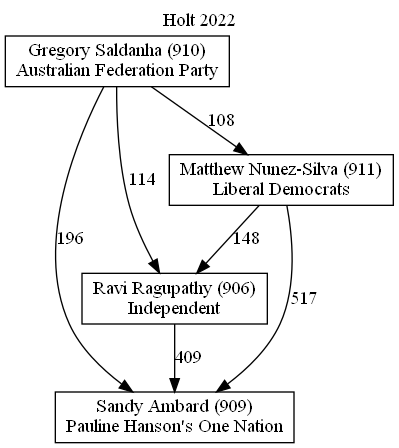 Holt 2022
Gregory Saldanha (910)
Australian Federation Party
108
114
Matthew Nunez-Silva (911)
Liberal Democrats
196
148
Ravi Ragupathy (906)
Independent
517
409
Sandy Ambard (909)
Pauline Hanson's One Nation